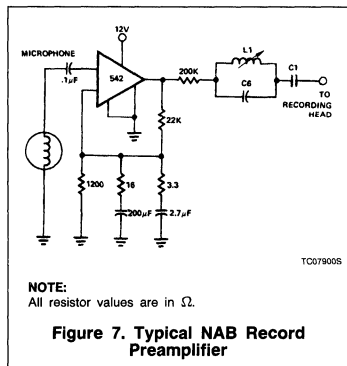 12V
L1
MICROPHONE
.1μF
542
200K
C1
C6
TO
RECORDING
HEAD
22K
1200
16
3.3
200μF
2.7μF
TC07900S
NOTE:
All resistor values are in Ω.
Figure 7. Typical NAB Record
Preamplifier